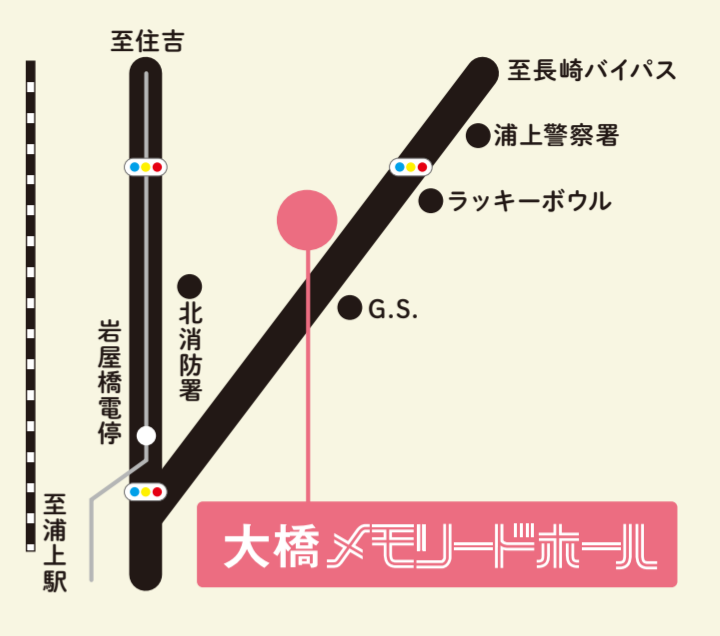 至住吉
至長崎バイパス
浦上警察署
ラッキーボウル
G.S.
北消防署
岩屋橋電停
至浦上駅
大橋メモリードホール